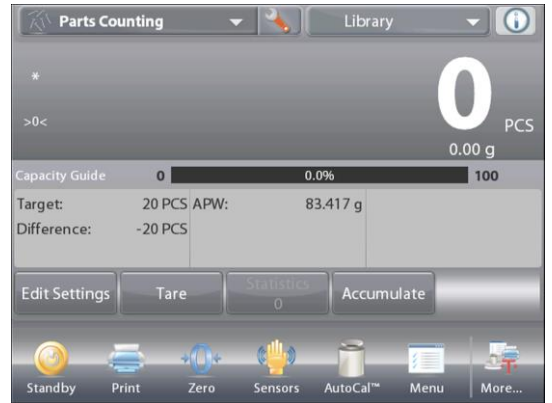 Parts Counting
Library
*
>0<
0 PCS
0.00 g
Capacity Guide 0 0.0% 100
Target: 20 PCS APW: 83.417 g
Difference: -20 PCS
Edit Settings Tare Statistics 0 Accumulate
Standby Print Zero Sensors AutoCal™ Menu More...